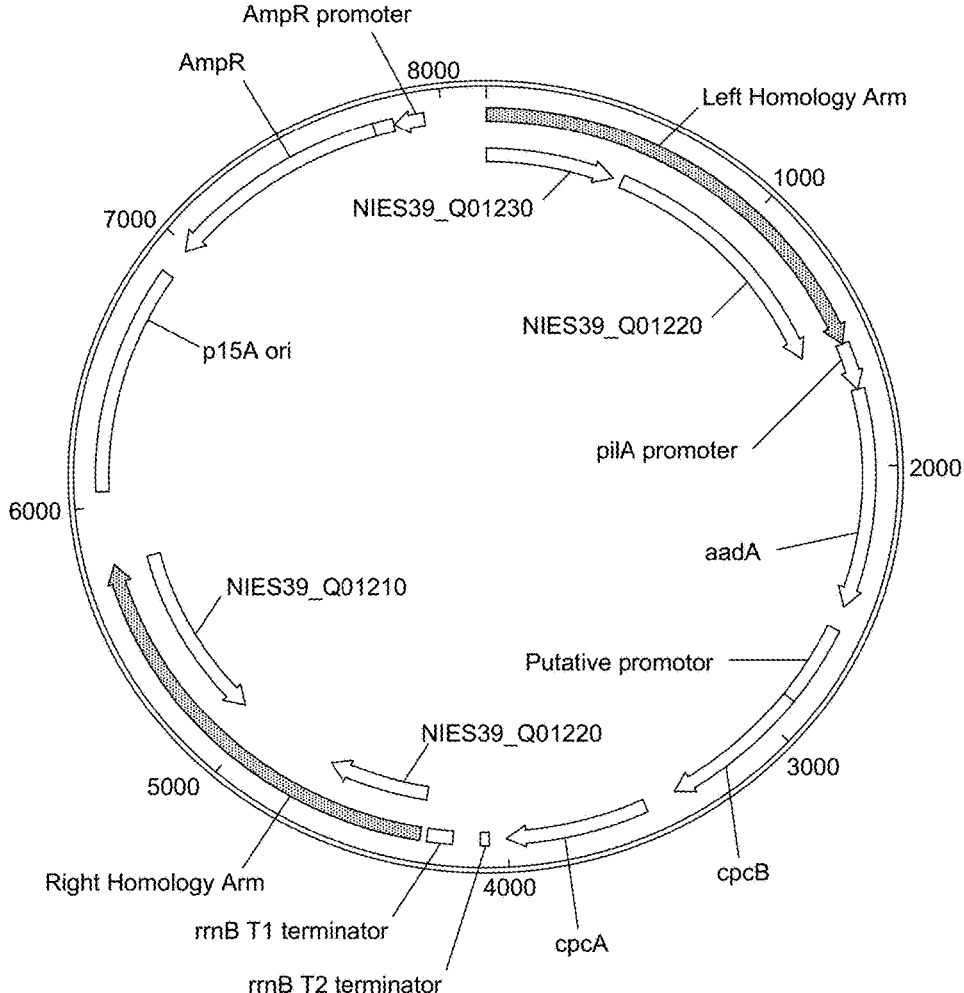 AmpR promoter
AmpR
8000
Left Homology Arm
1000
7000
NIES39_Q01230
NIES39_Q01220
p15A ori
pilA promoter
2000
6000
aadA
NIES39_Q01210
Putative promotor
NIES39_Q01220
3000
5000
cpcB
Right Homology Arm
4000
rrnB T1 terminator
cpcA
rrnB T2 terminator